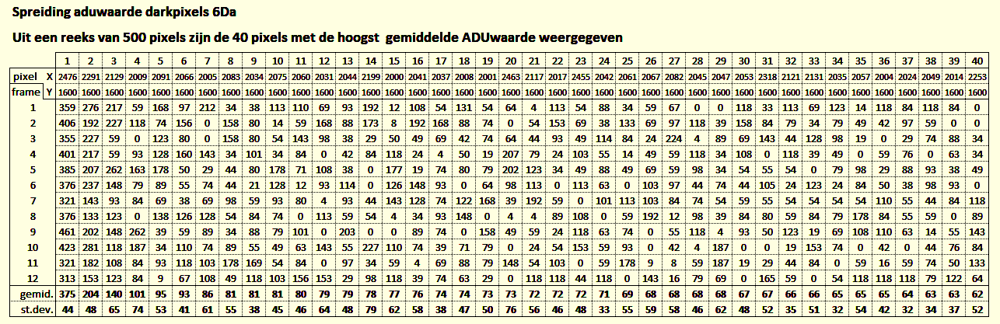 Spreiding aduwaarde darkpixels 6Da
Uit een reeks van 500 pixels zijn de 40 pixels met de hoogst gemiddelde ADUwaarde weergegeven
1 2 3 4 5 6 7 8 9 10 11 12 13 14 15 16 17 18 19 20 21 22 23 24 25 26 27 28 29 30 31 32 33 34 35 37 38 39 40
pixel X 2476 2291 2129 2009 2091 2066 2005 2083 2034 2075 2060 2031 2044 2199 2000 2041 2037 2008 2001 2463 2117 2017 2455 2042 2061 2067 2082 2045 2047 2053 2318 2121 2131 2035 2057 2004 2024 2049 2014 2253
frame Y 1600 1600 1600 1600 1600 1600 1600 1600 1600 1600 1600 1600 1600 1600 1600 1600 1600 1600 1600 1600 1600 1600 1600 1600 1600 1600 1600 1600 1600 1600 1600 1600 1600 1600 1600 1600 1600 1600 1600 1600
1 359 276 217 59 168 97 212 34 38 113 110 69 93 192 12 108 54 131 54 64 4 113 54 88 34 59 67 0 0 118 33 113 69 123 14 118 84 118 84 0
2 406 192 227 118 74 156 0 158 80 14 59 168 88 173 8 192 168 88 74 0 54 153 69 38 133 69 97 118 39 158 84 79 34 79 49 42 97 59 0 0
3 355 227 59 0 123 80 0 158 80 54 143 98 38 29 50 49 69 42 74 64 44 93 49 114 84 24 224 4 89 69 143 44 128 98 19 0 29 74 88 34
4 401 217 59 93 128 160 143 34 101 34 84 0 42 84 118 24 4 50 19 207 79 24 103 55 14 49 59 118 34 108 0 118 39 49 0 59 76 0 63 34
5 385 207 262 163 178 50 29 44 80 178 71 108 38 0 177 19 74 80 79 202 123 34 49 88 49 69 59 98 34 54 55 54 0 79 98 29 88 93 38 49
6 376 237 148 79 89 55 74 44 21 128 12 93 114 0 126 148 93 0 64 98 113 0 113 63 0 103 97 44 74 44 105 24 123 24 84 50 38 98 93 0
7 321 143 93 84 69 38 69 98 59 93 80 4 93 44 143 128 74 122 168 39 192 59 0 101 113 103 84 74 54 59 55 54 54 54 54 110 55 44 84 118
8 376 133 123 0 138 126 128 54 84 74 0 113 59 54 4 34 93 148 0 4 4 89 108 0 59 192 12 98 39 84 80 59 84 79 178 84 55 59 0 89
9 461 202 148 262 39 59 89 34 88 79 101 0 203 0 0 89 74 0 158 49 59 24 118 63 74 0 55 118 4 93 50 123 19 69 108 110 63 14 55 143
10 423 281 118 187 34 110 74 89 55 49 63 143 55 227 110 74 39 71 79 0 24 54 153 59 93 0 42 4 187 0 0 19 153 74 0 42 0 44 76 84
11 321 182 108 84 93 118 103 178 169 54 84 0 97 34 59 4 69 88 79 148 54 103 0 59 178 9 8 59 187 19 29 44 84 0 59 16 59 74 50 133
12 313 153 123 84 9 67 108 49 118 103 156 153 29 98 118 39 74 63 29 0 118 118 44 118 0 143 16 79 69 0 165 59 0 54 118 118 118 79 122 64
gemid. 375 204 140 101 95 93 86 81 81 81 80 79 79 78 77 76 74 74 73 73 72 72 72 71 69 68 68 68 68 67 67 66 66 65 65 65 64 63 63 62
st.dev. 44 48 65 74 53 41 61 55 38 45 46 64 48 79 62 58 38 47 50 76 56 46 48 33 55 59 58 46 62 48 52 35 51 32 54 42 32 34 37 52